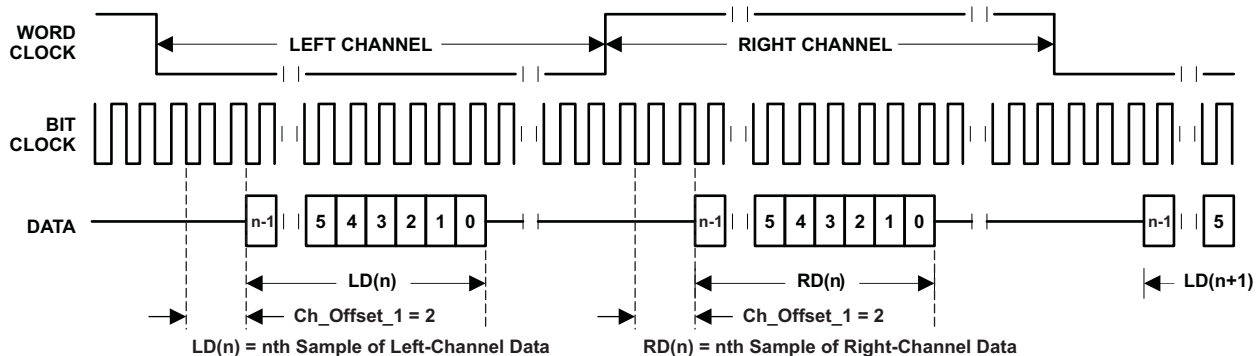 WORD
CLOCK
LEFT CHANNEL
RIGHT CHANNEL
BIT
CLOCK
DATA
n-1 5 4 3 2 1 0 n-1 5 4 3 2 1 0 n-1 5
LD(n) RD(n) LD(n+1)
Ch_Offset_1 = 2 Ch_Offset_1 = 2
LD(n) = nth Sample of Left-Channel Data RD(n) = nth Sample of Right-Channel Data